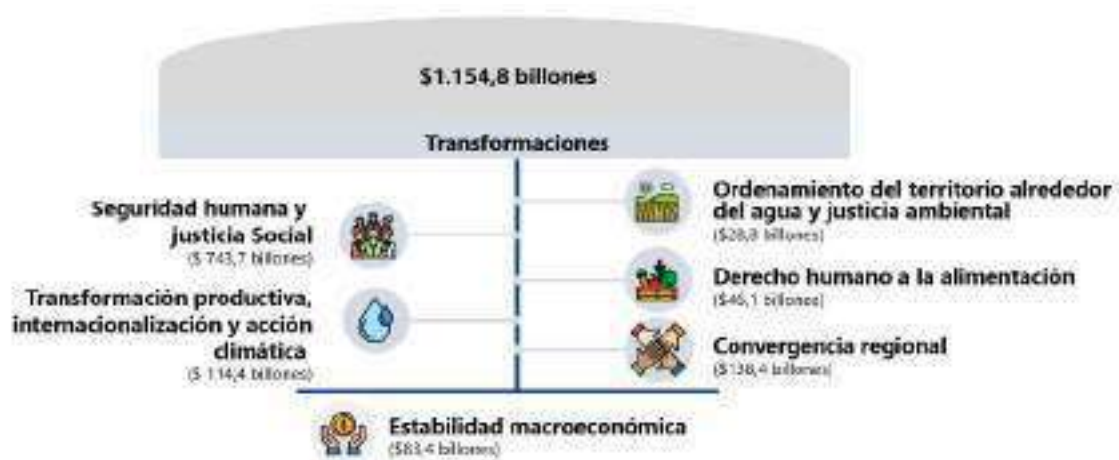 $1.154,8 billones
Transformaciones
Seguridad humana y
justicia Social
($ 743,7 billones)
Transformación productiva,
internacionalización y acción
climática
($ 114,4 billones)
Ordenamiento del territorio alrededor
del agua y justicia ambiental
($28,8 billones)
Derecho humano a la alimentación
($46,1 billones)
Convergencia regional
($138,4 billones)
Estabilidad macroeconómica
($83,4 billones)